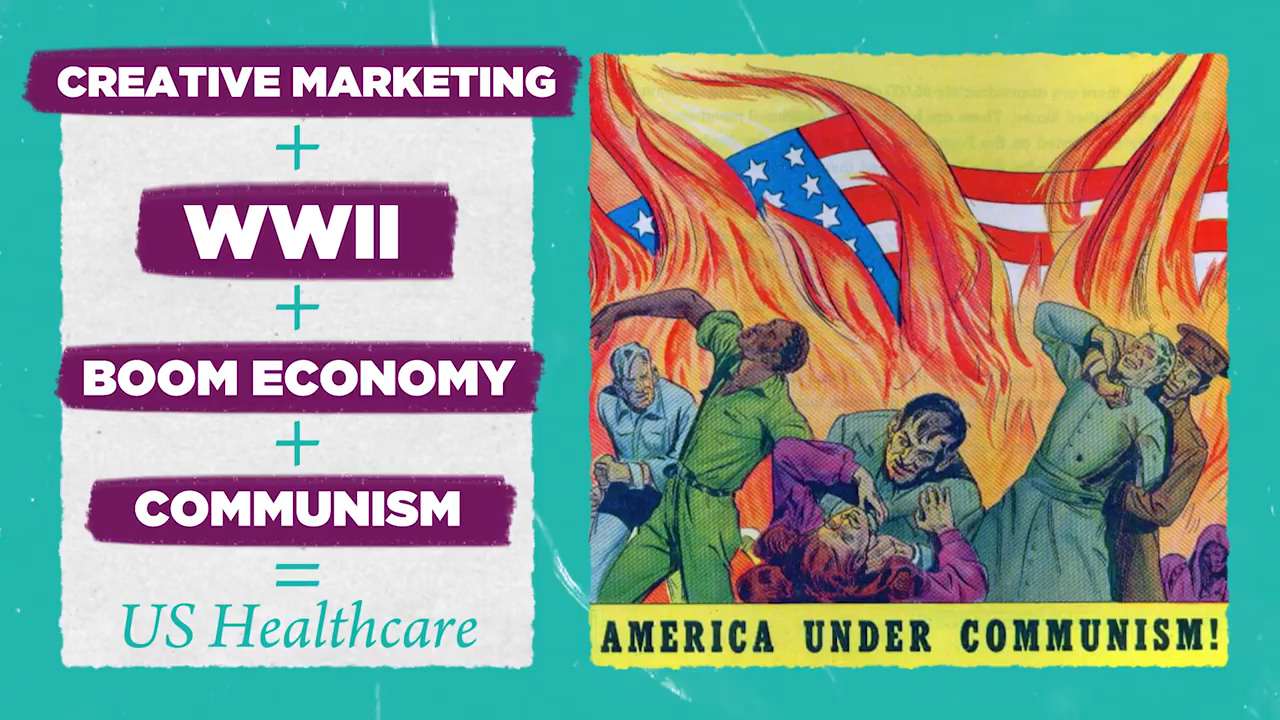 CREATIVE MARKETING
+
WWII
+
BOOM ECONOMY
+
COMMUNISM
=
US Healthcare
AMERICA UNDER COMMUNISM!